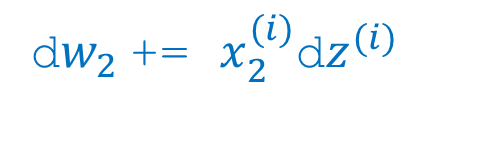 dw₂ += x₂⁽ⁱ⁾dz⁽ⁱ⁾